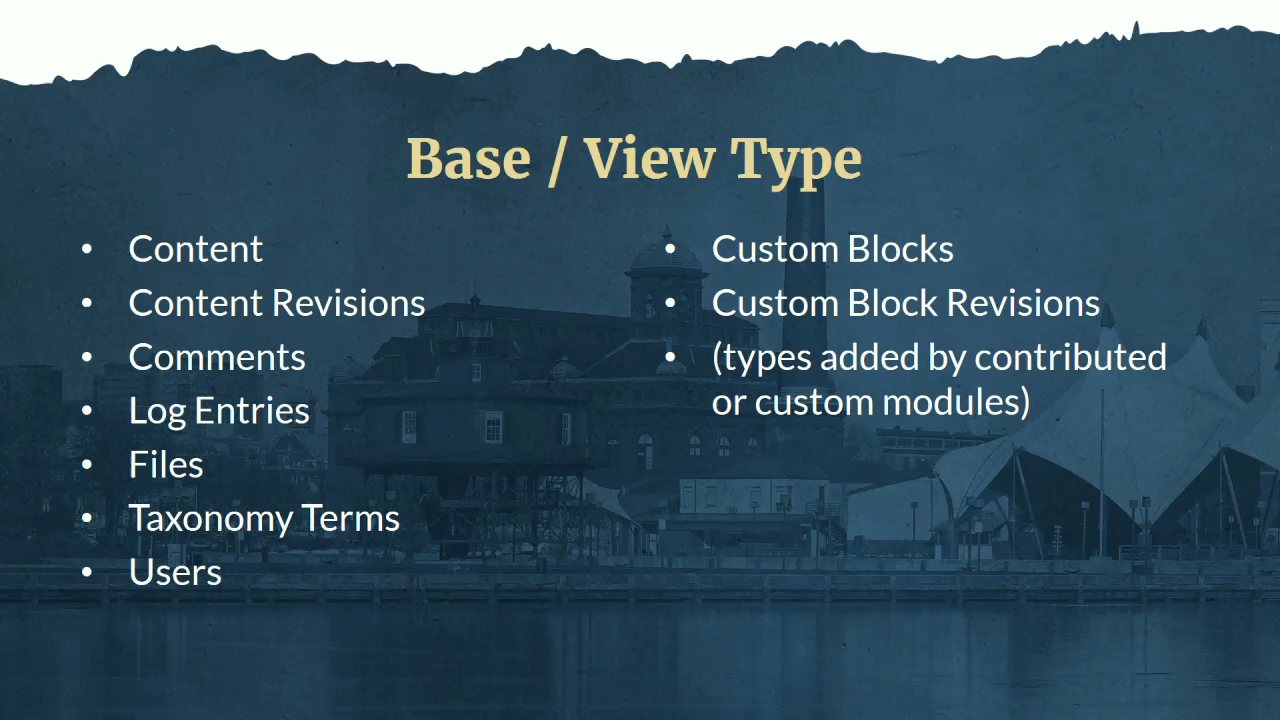 Base / View Type
• Content
• Content Revisions
• Comments
• Log Entries
• Files
• Taxonomy Terms
• Users
• Custom Blocks
• Custom Block Revisions
• (types added by contributed
or custom modules)